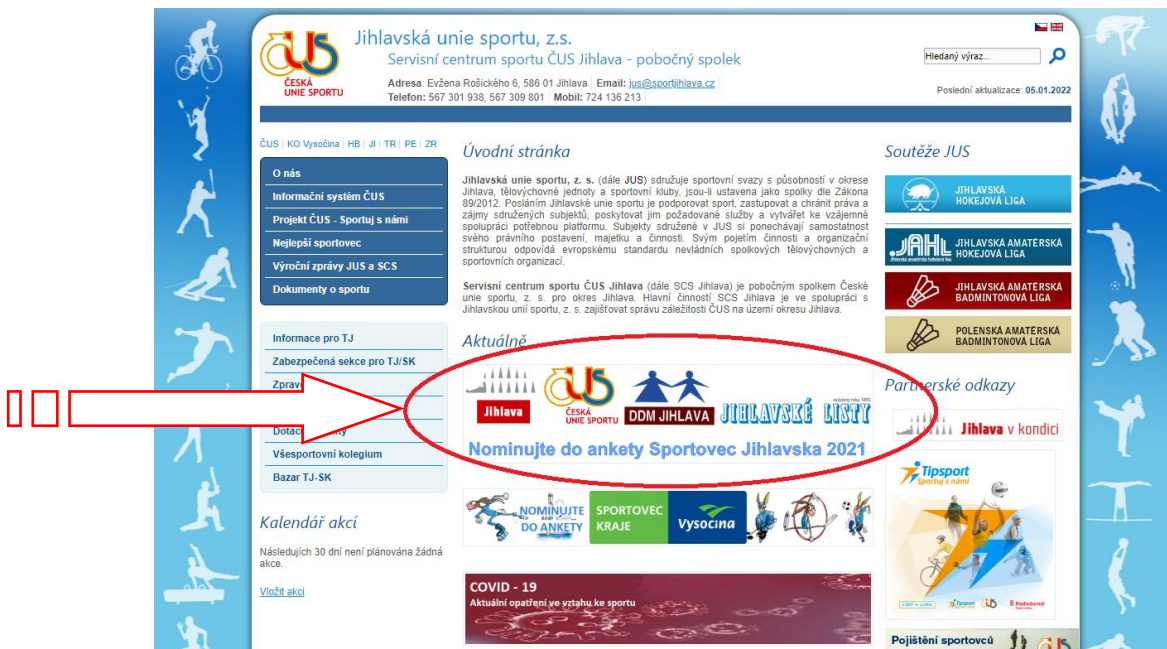 ČUS
ČESKÁ
UNIE SPORTU
Jihlavská unie sportu, z.s.
Servisní centrum sportu ČUS Jihlava - pobočný spolek
Adresa: Evžena Rošického 6, 586 01 Jihlava | Email: jus@sportjihlava.cz
Telefon: 567 301 938, 567 309 801 | Mobil: 724 136 213
Hledaný výraz...
Poslední aktualizace: 05.01.2022
ČUS | KO Vysočina | HB | JI | TR | PE | ZR
O nás
Informační systém ČUS
Projekt ČUS - Sportuj s námi
Nejlepší sportovec
Výroční zprávy JUS a SCS
Dokumenty o sportu
Informace pro TJ
Zabezpečená sekce pro TJ/SK
Zprav
Dotac
ty
Všesportovní kolegium
Bazar TJ-SK
Kalendář akcí
Následujích 30 dní není plánována žádná
akce.
Vložit akci
Úvodní stránka
Jihlavská unie sportu, z. s. (dále JUS) sdružuje sportovní svazy s působností v okrese
Jihlava, tělovýchovné jednoty a sportovní kluby, jsou-li ustavena jako spolky dle Zákona
89/2012. Posláním Jihlavské unie sportu je podporovat sport, zastupovat a chránit práva a
zájmy sdružených subjektů, poskytovat jim požadované služby a vytvářet ke vzájemné
spolupráci potřebnou platformu. Subjekty sdružené v JUS si ponechávají samostatnost
svého právního postavení, majetku a činnosti. Svým pojetím činnosti a organizační
strukturou odpovídá evropskému standardu nevládních spolkových tělovýchovných a
sportovních organizací.
Servisní centrum sportu ČUS Jihlava (dále SCS Jihlava) je pobočným spolkem České
unie sportu, z. s. pro okres Jihlava. Hlavní činností SCS Jihlava je ve spolupráci s
Jihlavskou unií sportu, z. s. zajišťovat správu záležitosti ČUS na území okresu Jihlava.
Aktuálně
Jihlava
ČUS
ČESKÁ
UNIE SPORTU
DDM JIHLAVA
JIHLAVSKÉ LISTY
Nominujte do ankety Sportovec Jihlavska 2021
NOMINUJTE
DO ANKETY
SPORTOVEC
KRAJE
Vysočina
COVID - 19
Aktuální opatření ve vztahu ke sportu
Soutěže JUS
JIHLAVSKÁ
HOKEJOVÁ LIGA
JAHL
JIHLAVSKÁ AMATÉRSKÁ
HOKEJOVÁ LIGA
JIHLAVSKÁ AMATÉRSKÁ
BADMINTONOVÁ LIGA
POLENSKÁ AMATÉRSKÁ
BADMINTONOVÁ LIGA
Partnerské odkazy
Jihlava v kondici
Tipsport
Sportuj s námi
Tipsport
ČUS
Pojištění sportovců
ČUS